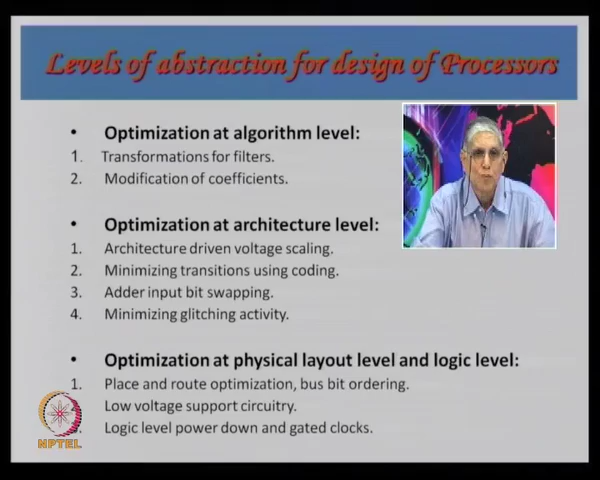 Levels of abstraction for design of Processors
• Optimization at algorithm level:
1. Transformations for filters.
2. Modification of coefficients.
• Optimization at architecture level:
1. Architecture driven voltage scaling.
2. Minimizing transitions using coding.
3. Adder input bit swapping.
4. Minimizing glitching activity.
• Optimization at physical layout level and logic level:
1. Place and route optimization, bus bit ordering.
Low voltage support circuitry.
Logic level power down and gated clocks.
NPTEL